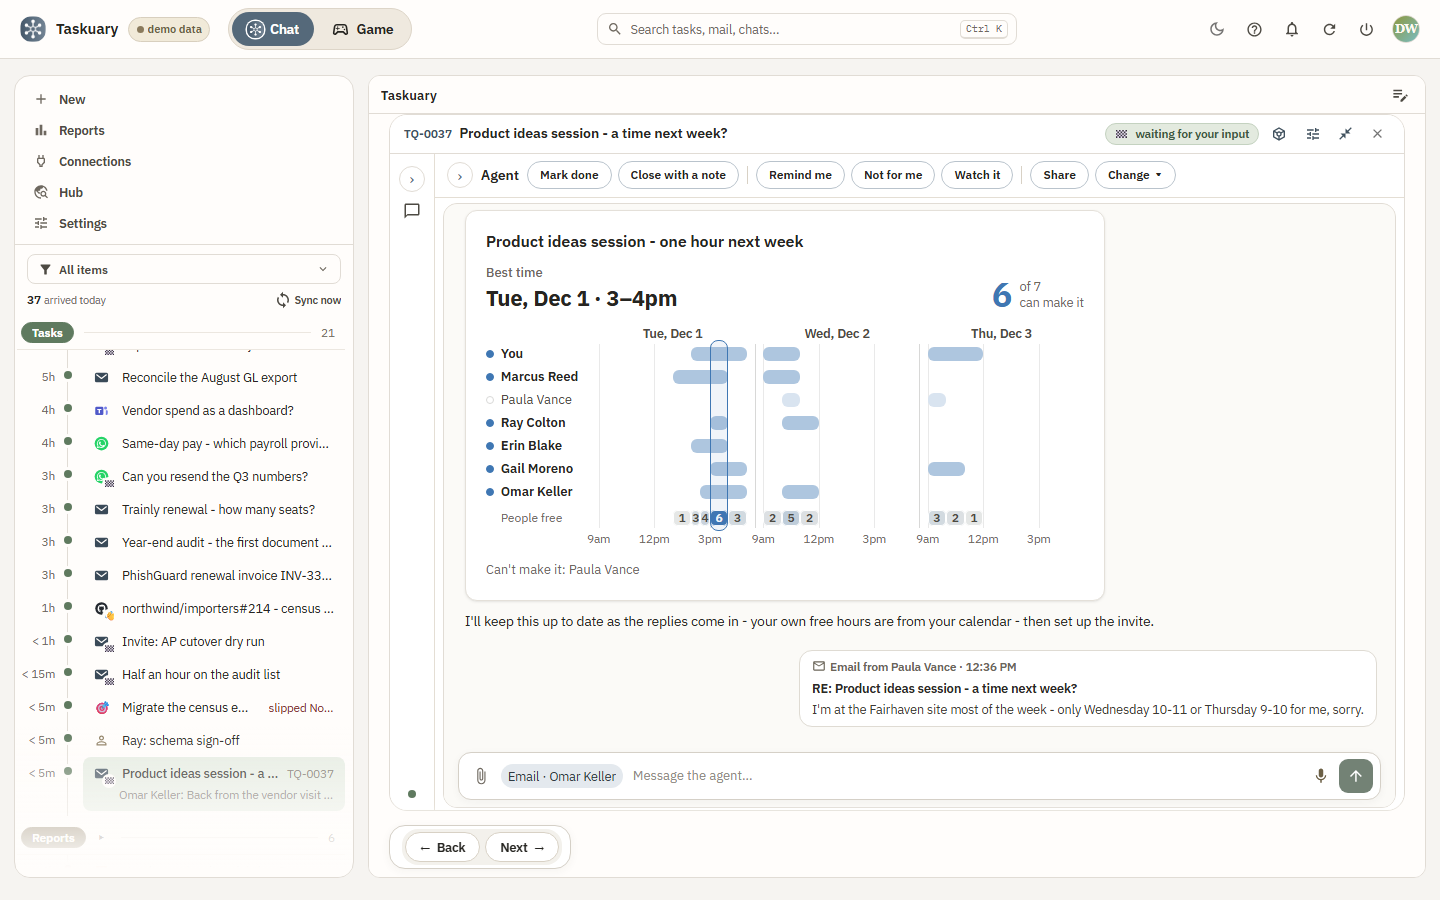 Taskuary
demo data
Chat
Game
Search tasks, mail, chats...
Ctrl K
DW
New
Reports
Connections
Hub
Settings
All items
37 arrived today
Sync now
Tasks
21
5h Reconcile the August GL export
4h Vendor spend as a dashboard?
4h Same-day pay - which payroll provi...
3h Can you resend the Q3 numbers?
3h Trainly renewal - how many seats?
3h Year-end audit - the first document ...
3h PhishGuard renewal invoice INV-33...
1h northwind/importers#214 - census ...
< 1h Invite: AP cutover dry run
< 15m Half an hour on the audit list
< 5m Migrate the census e... slipped No...
< 5m Ray: schema sign-off
< 5m Product ideas session - a ... TQ-0037
Omar Keller: Back from the vendor visit ...
Reports
6
Taskuary
TQ-0037 Product ideas session - a time next week?
waiting for your input
Agent
Mark done
Close with a note
Remind me
Not for me
Watch it
Share
Change
Product ideas session - one hour next week
Best time
Tue, Dec 1 · 3–4pm
6 of 7
can make it
Tue, Dec 1 Wed, Dec 2 Thu, Dec 3
You
Marcus Reed
Paula Vance
Ray Colton
Erin Blake
Gail Moreno
Omar Keller
People free 1 3 4 6 3 2 5 2 3 2 1
9am 12pm 3pm 9am 12pm 3pm 9am 12pm 3pm
Can't make it: Paula Vance
I'll keep this up to date as the replies come in - your own free hours are from your calendar - then set up the invite.
Email from Paula Vance · 12:36 PM
RE: Product ideas session - a time next week?
I'm at the Fairhaven site most of the week - only Wednesday 10-11 or Thursday 9-10 for me, sorry.
Email · Omar Keller
Message the agent...
← Back
Next →